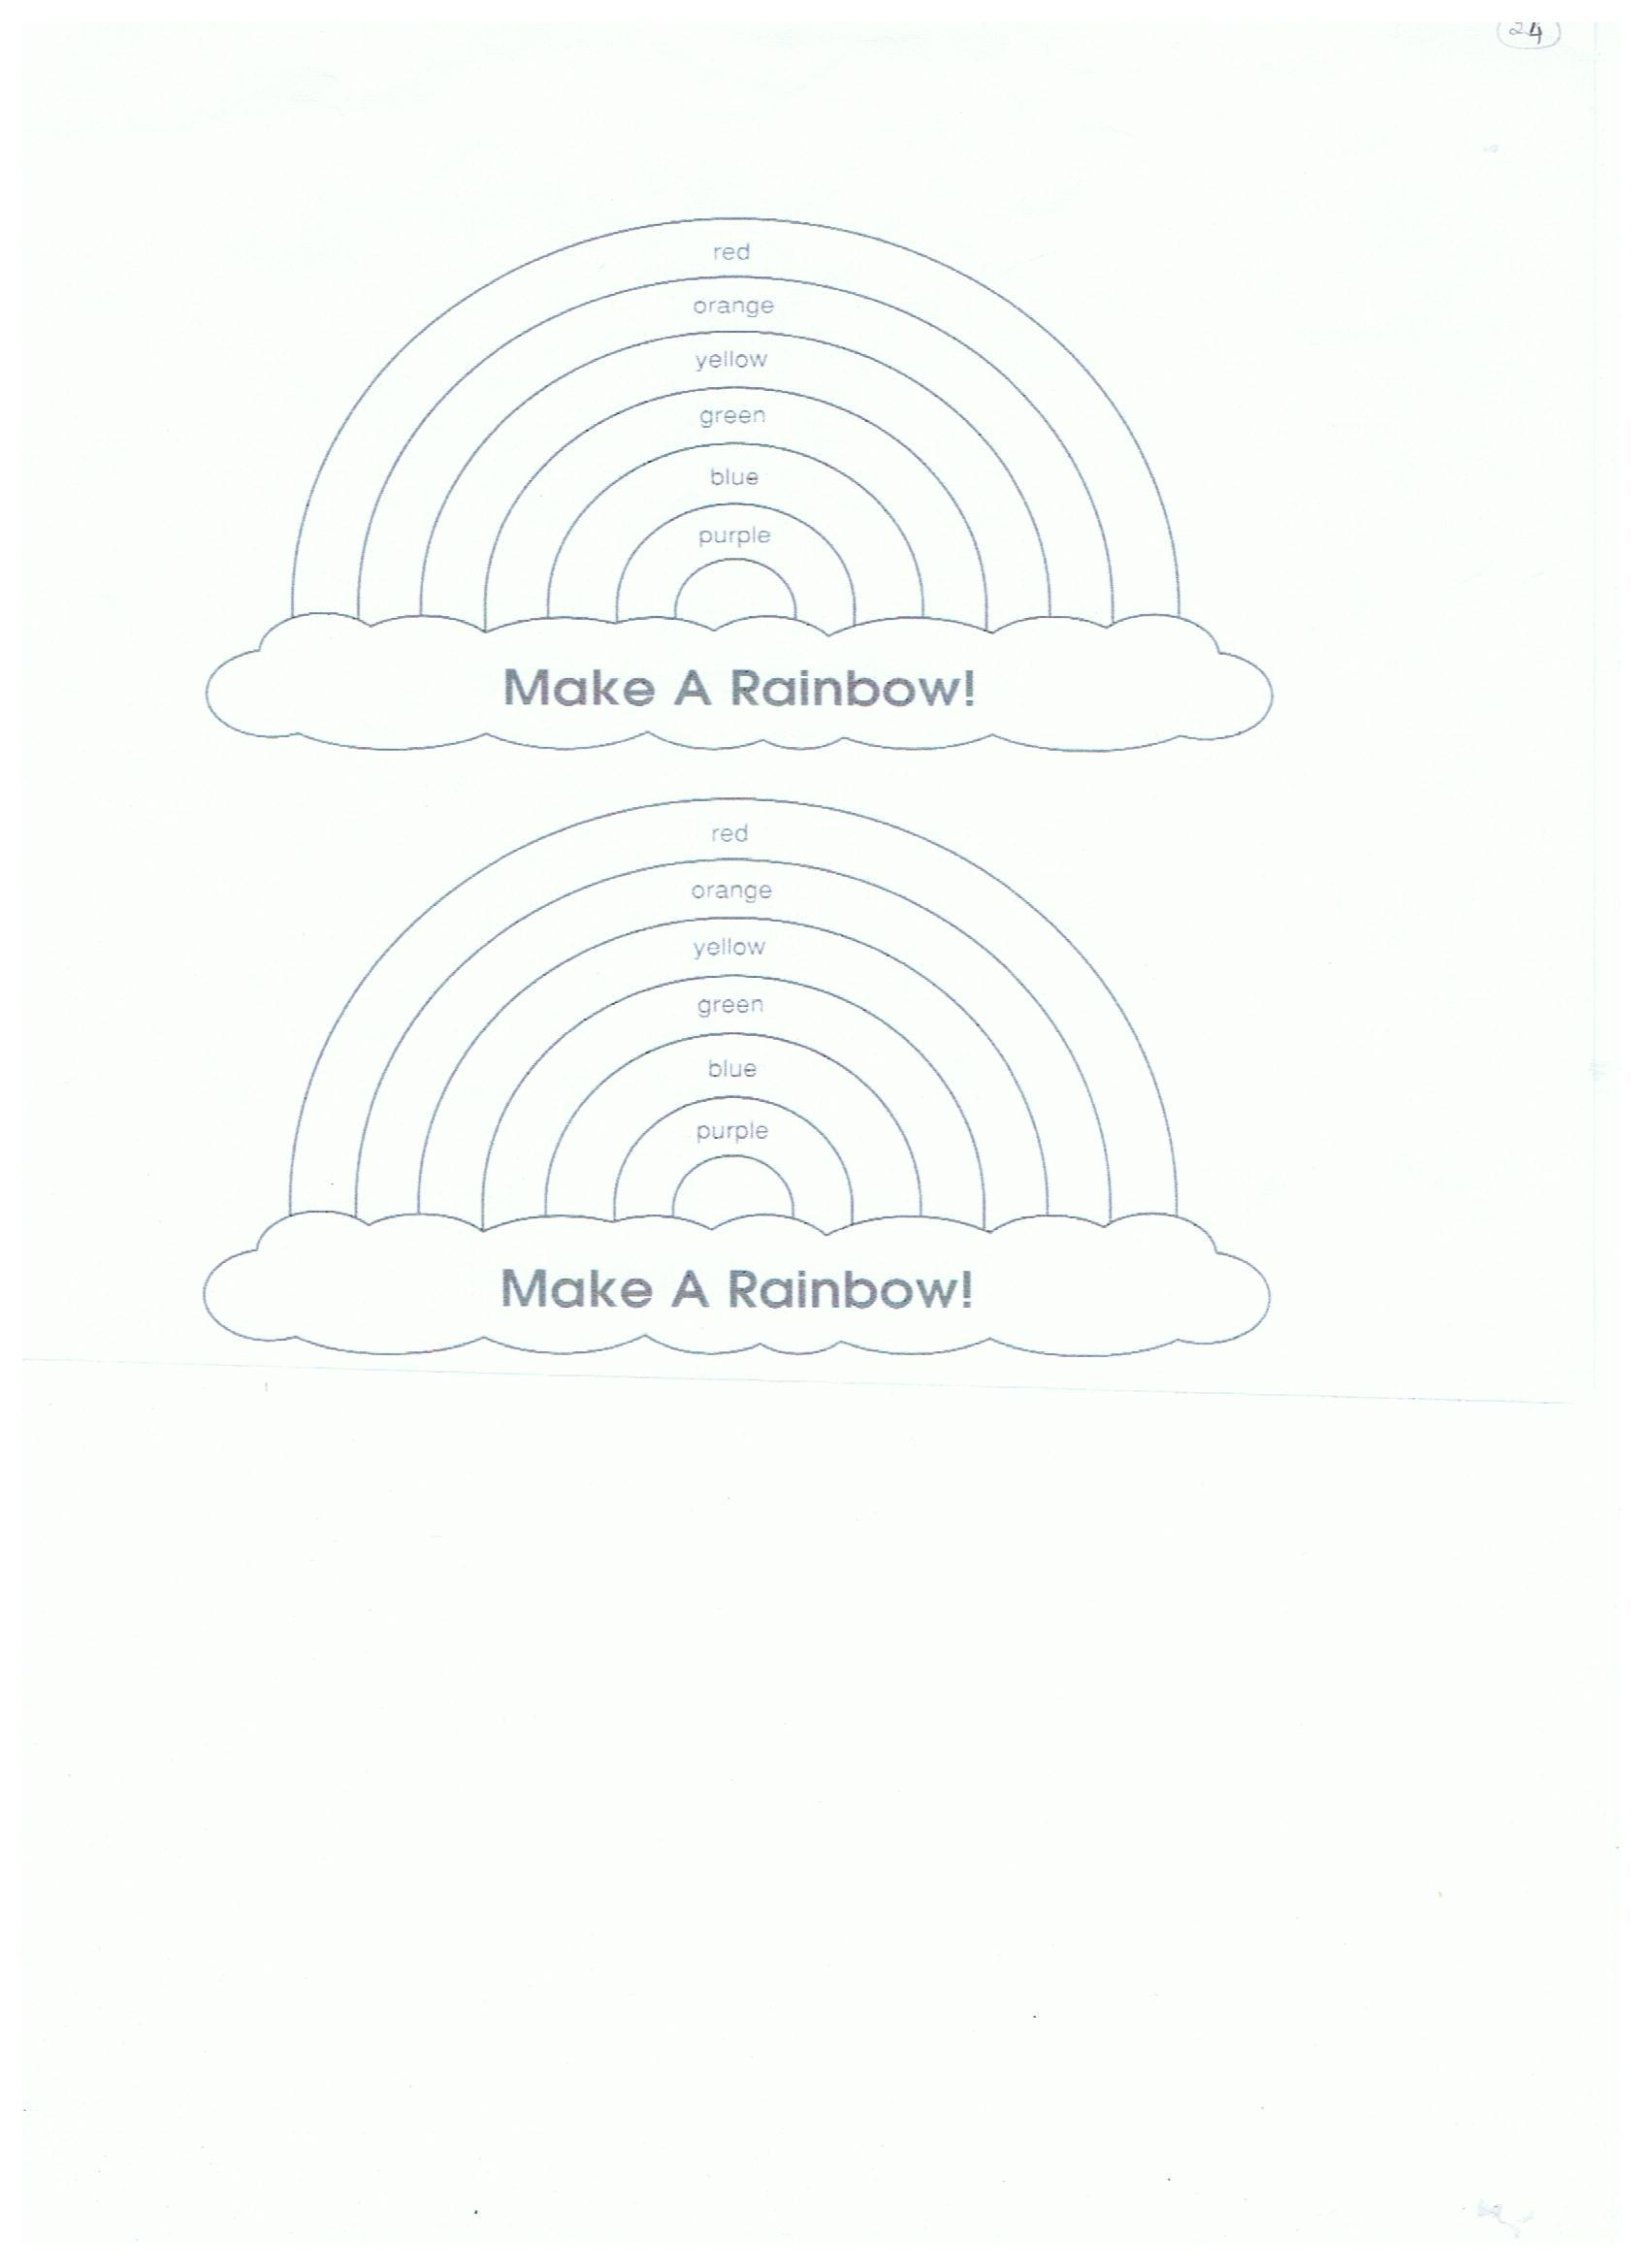 24
red
orange
yellow
green
blue
purple
Make A Rainbow!
red
orange
yellow
green
blue
purple
Make A Rainbow!